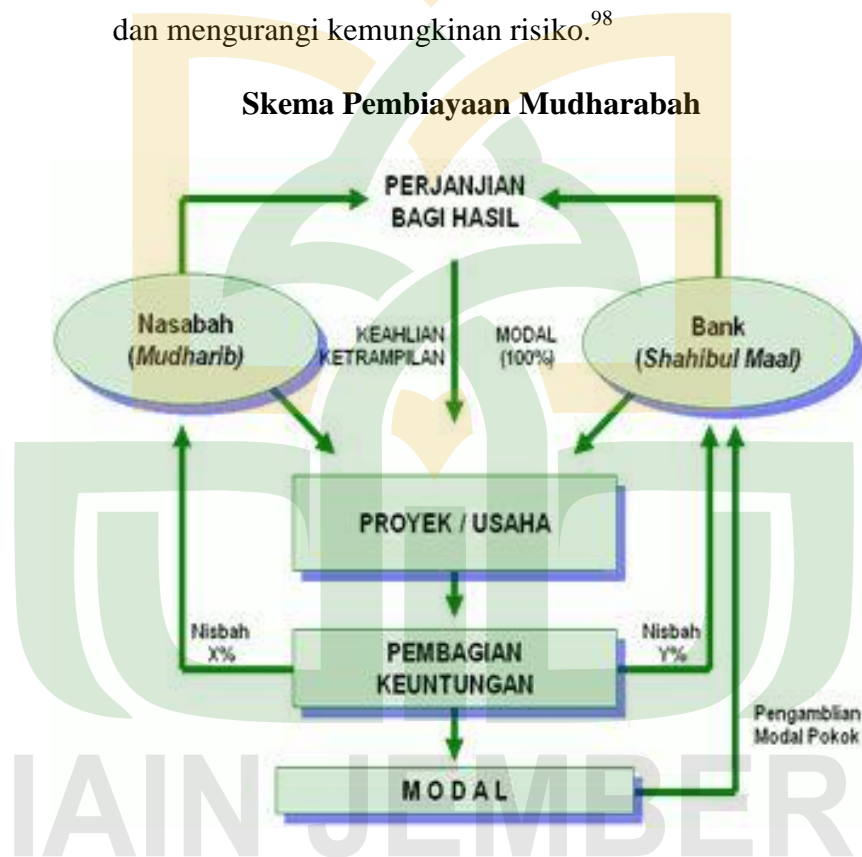 dan mengurangi kemungkinan risiko.98
Skema Pembiayaan Mudharabah
PERJANJIAN
BAGI HASIL
Nasabah
(Mudharib)
KEAHLIAN
KETRAMPILAN
MODAL
(100%)
Bank
(Shahibul Maal)
PROYEK / USAHA
Nisbah
X%
PEMBAGIAN
KEUNTUNGAN
Nisbah
Y%
Pengamblian
Modal Pokok
M O D A L
IAIN JEMBER